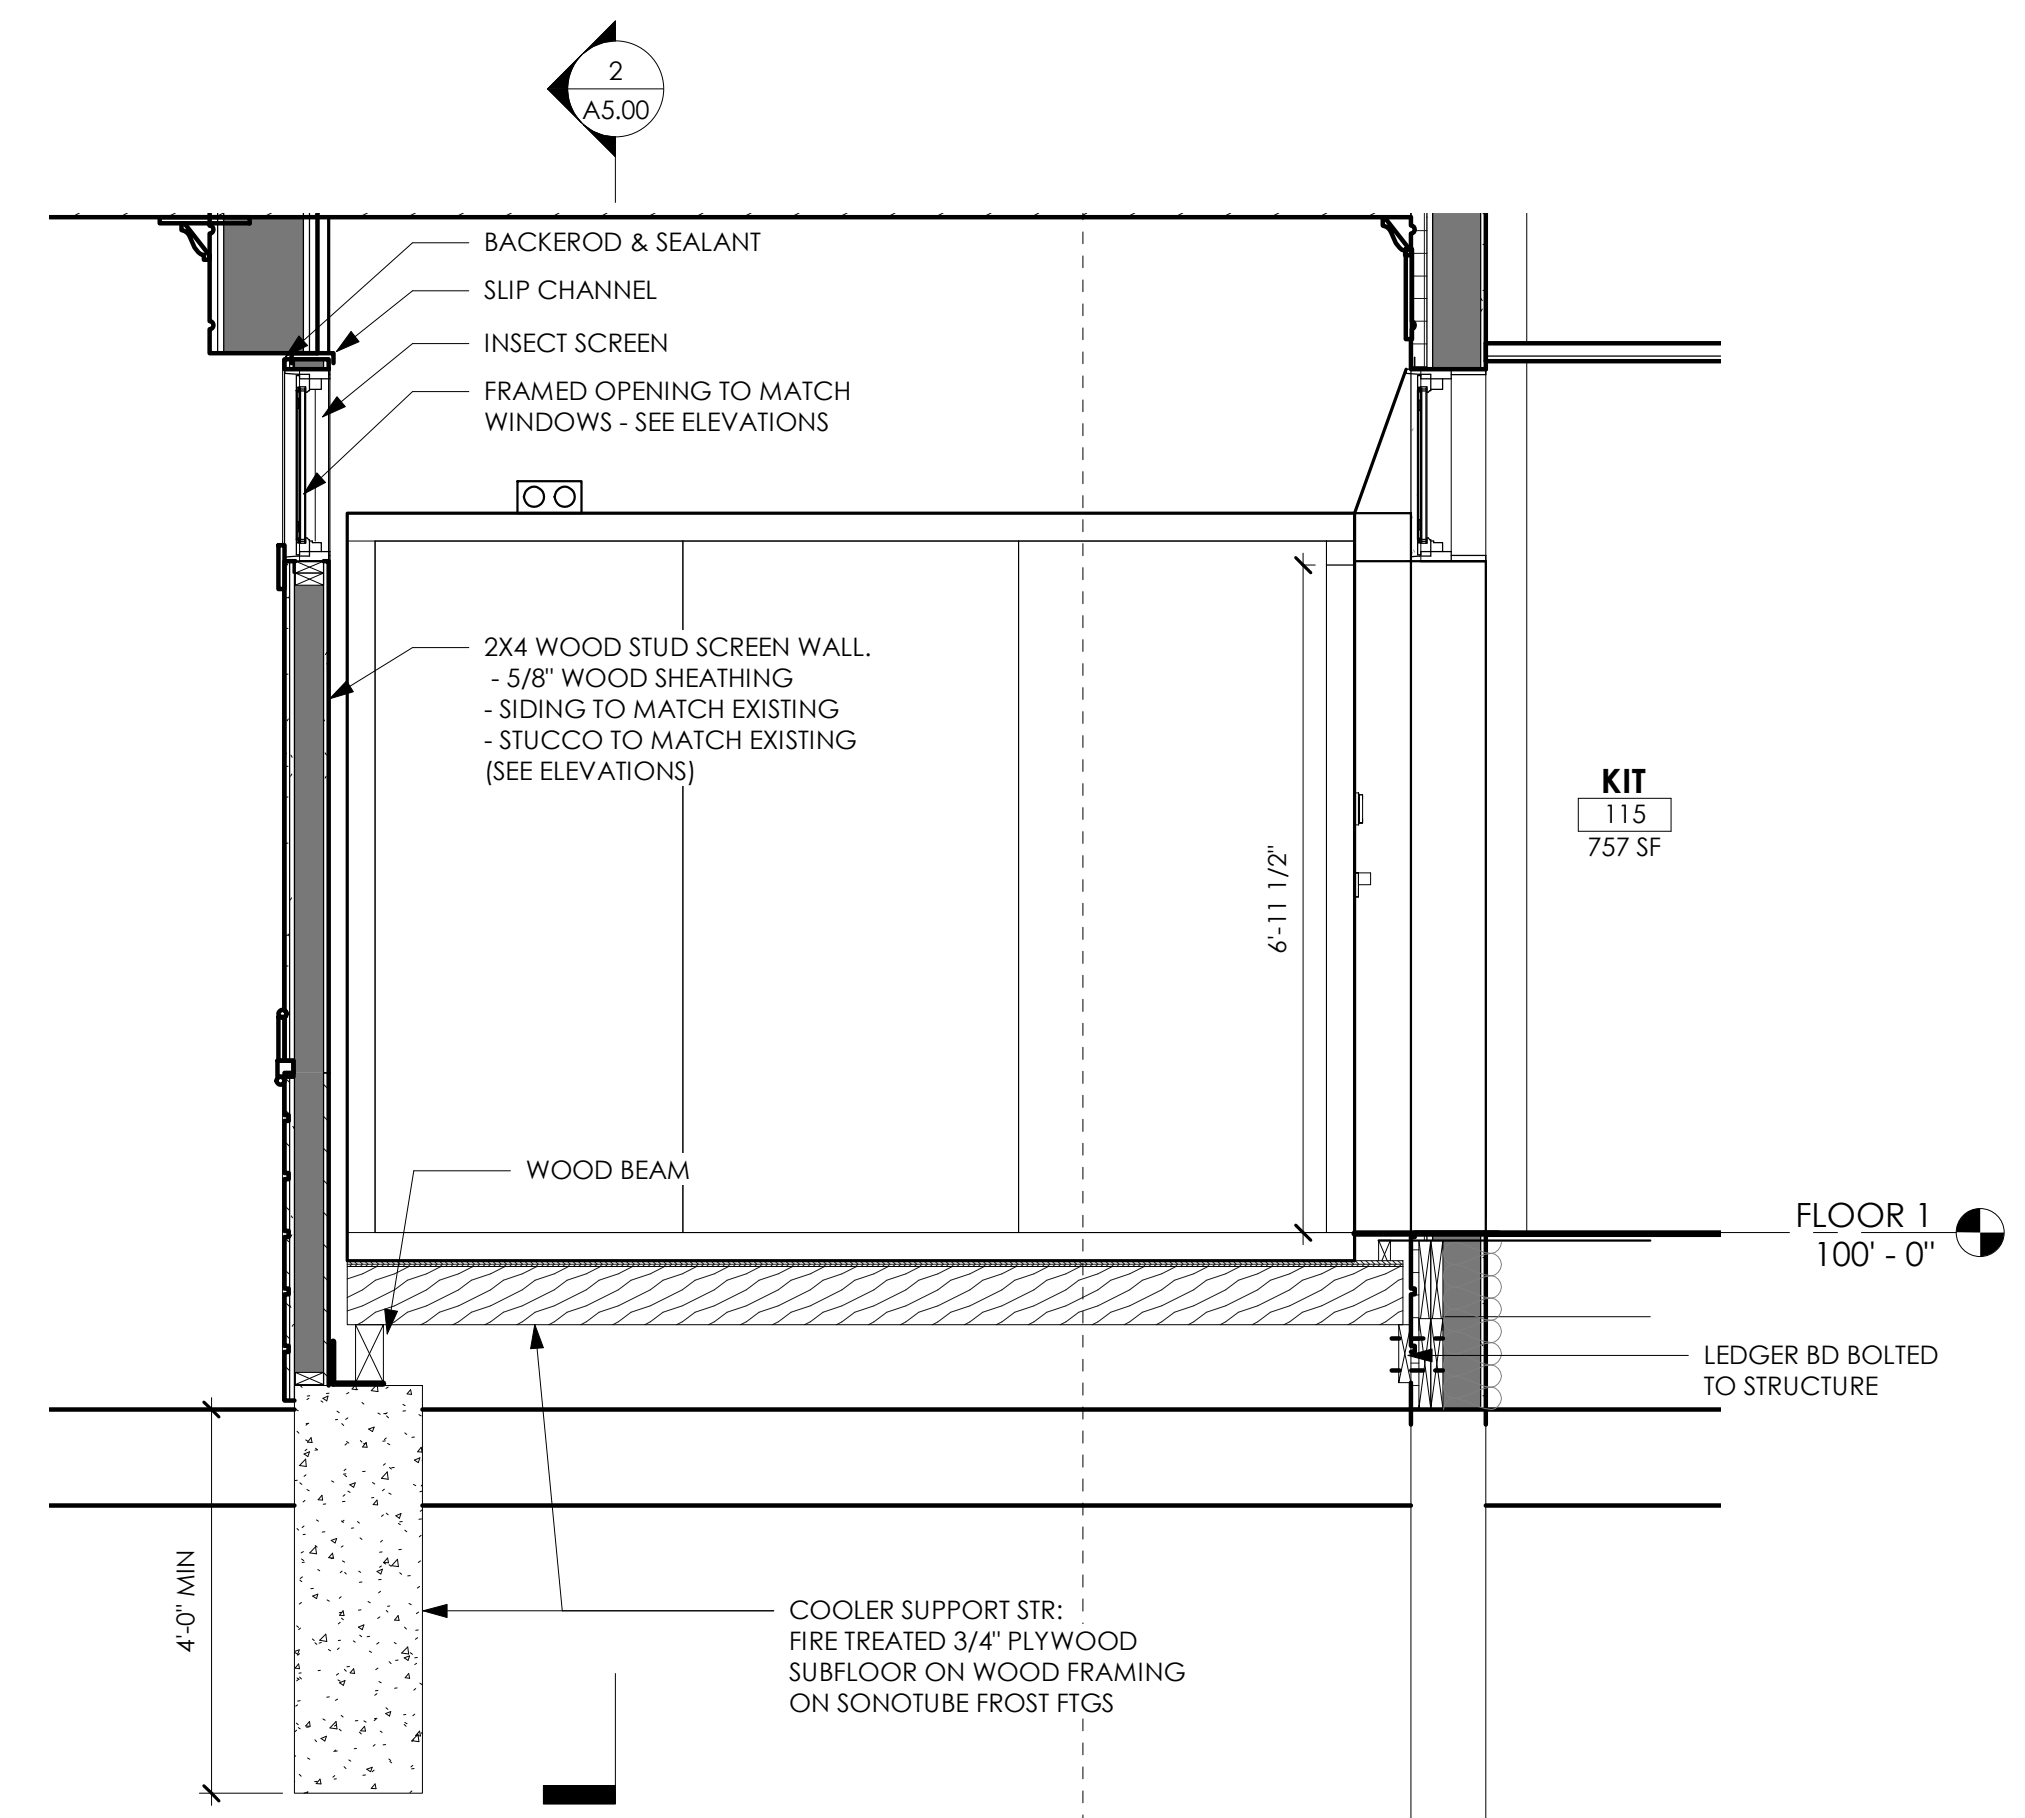 2
A5.00
BACKEROD & SEALANT
SLIP CHANNEL
INSECT SCREEN
FRAMED OPENING TO MATCH
WINDOWS - SEE ELEVATIONS
2X4 WOOD STUD SCREEN WALL.
- 5/8" WOOD SHEATHING
- SIDING TO MATCH EXISTING
- STUCCO TO MATCH EXISTING
(SEE ELEVATIONS)
KIT
115
757 SF
6'-11 1/2"
WOOD BEAM
FLOOR 1
100' - 0"
LEDGER BD BOLTED
TO STRUCTURE
4'-0" MIN
COOLER SUPPORT STR:
FIRE TREATED 3/4" PLYWOOD
SUBFLOOR ON WOOD FRAMING
ON SONOTUBE FROST FTGS